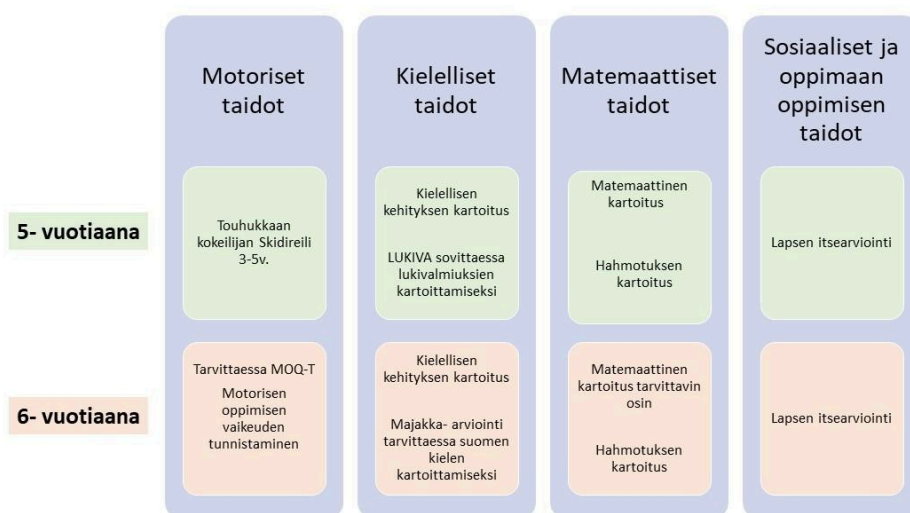 Motoriset
taidot
Kielelliset
taidot
Matemaattiset
taidot
Sosiaaliset ja
oppimaan
oppimisen
taidot
5- vuotiaana
Touhukkaan
kokeilijan Skidireili
3-5v.
Kielellisen
kehityksen kartoitus
LUKIVA sovittaessa
lukivalmiuksien
kartoittamiseksi
Matemaattinen
kartoitus
Hahmotuksen
kartoitus
Lapsen itsearviointi
6- vuotiaana
Tarvittaessa MOQ-T
Motorisen
oppimisen
vaikeuden
tunnistaminen
Kielellisen
kehityksen kartoitus
Majakka- arviointi
tarvittaessa suomen
kielen
kartoittamiseksi
Matemaattinen
kartoitus tarvittavin
osin
Hahmotuksen
kartoitus
Lapsen itsearviointi